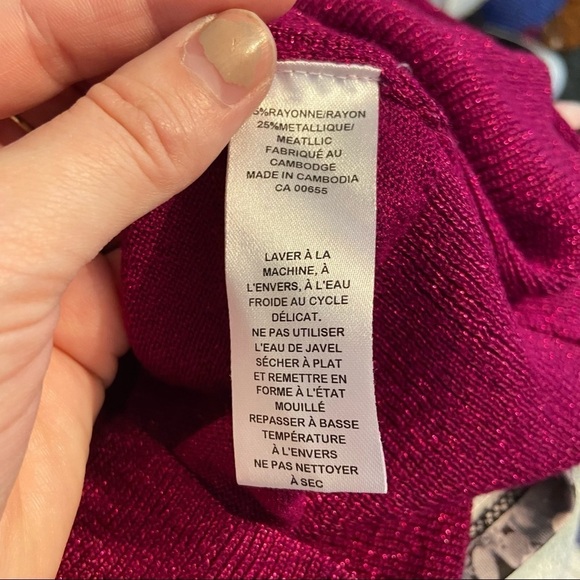 5%RAYONNE/RAYON
25%METALLIQUE/
MEATLLIC
FABRIQUÉ AU
CAMBODGE
MADE IN CAMBODIA
CA 00655
LAVER À LA
MACHINE, À
L'ENVERS, À L'EAU
FROIDE AU CYCLE
DÉLICAT.
NE PAS UTILISER
L'EAU DE JAVEL
SÉCHER À PLAT
ET REMETTRE EN
FORME À L'ÉTAT
MOUILLÉ
REPASSER À BASSE
TEMPÉRATURE
À L'ENVERS
NE PAS NETTOYER
À SEC